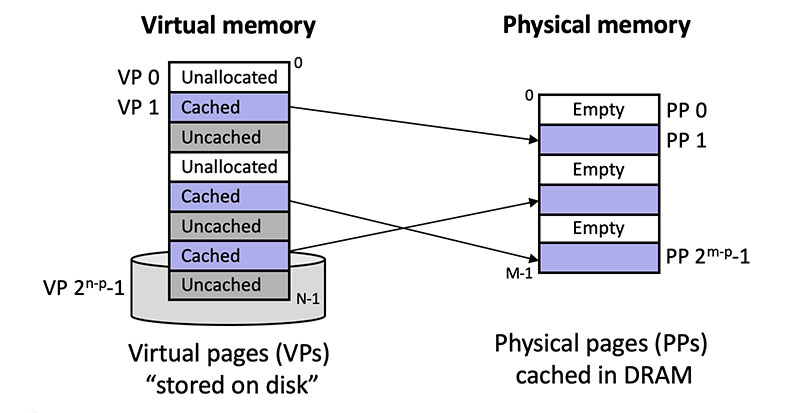 Virtual memory
Physical memory
0
VP 0
Unallocated
VP 1
Cached
Uncached
Unallocated
Cached
Uncached
Cached
Uncached
VP 2ⁿ⁻ᵖ-1
N-1
0
Empty
PP 0
PP 1
Empty
Empty
PP 2ᵐ⁻ᵖ-1
M-1
Virtual pages (VPs)
“stored on disk”
Physical pages (PPs)
cached in DRAM